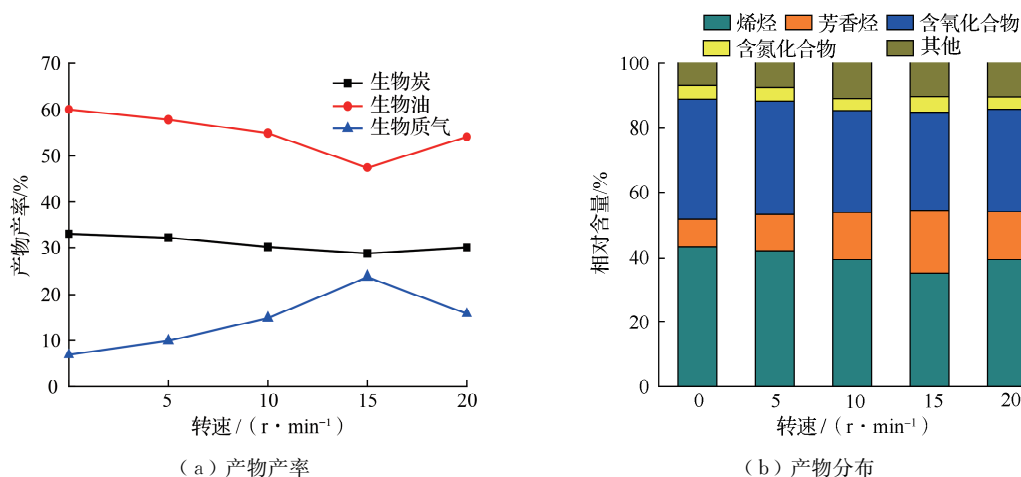 70
60
50
40
30
20
10
0
5
10
15
20
产物产率/%
转速/（r·min⁻¹）
生物炭
生物油
生物质气
（a）产物产率
烯烃 芳香烃 含氧化合物
含氮化合物 其他
100
80
60
40
20
0
0
5
10
15
20
相对含量/%
转速/（r·min⁻¹）
（b）产物分布